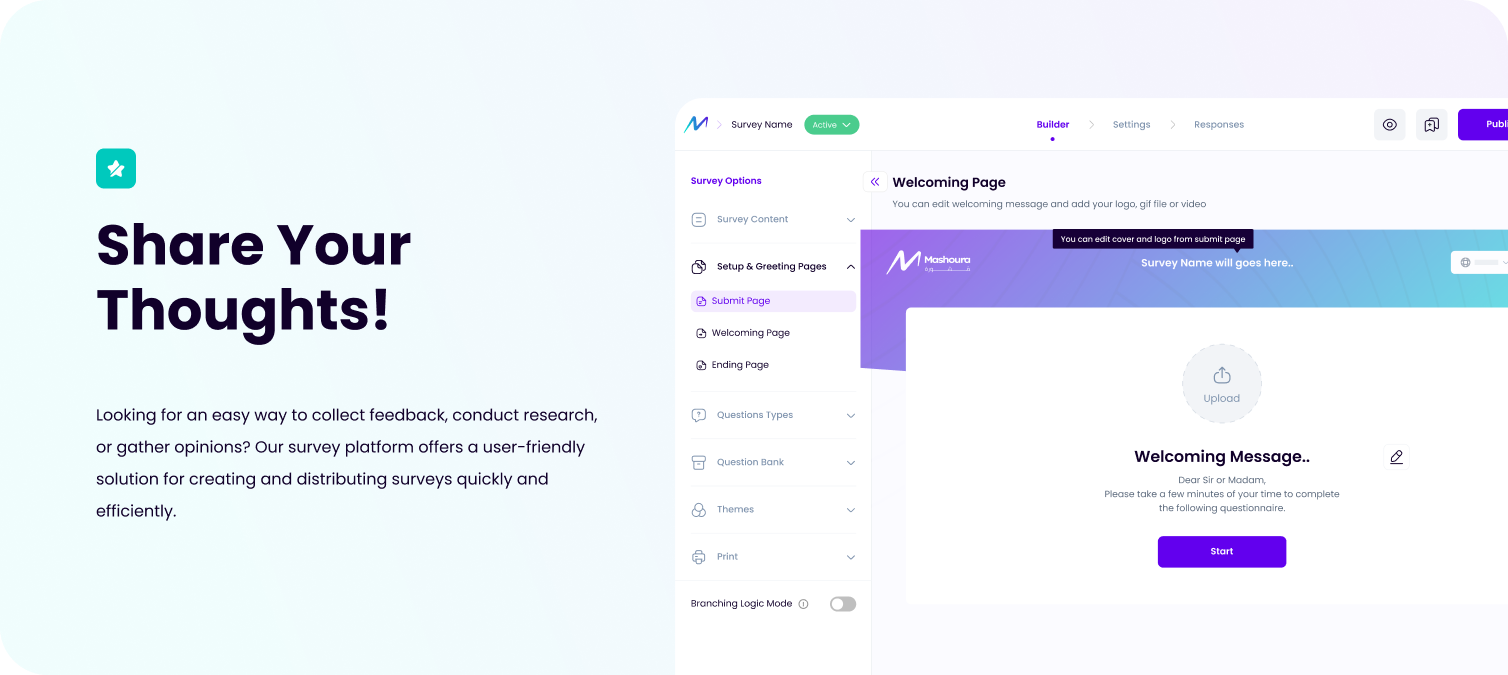 Share Your
Thoughts!
Looking for an easy way to collect feedback, conduct research,
or gather opinions? Our survey platform offers a user-friendly
solution for creating and distributing surveys quickly and
efficiently.
Survey Name
Active
Builder
Settings
Responses
Publi
Survey Options
Survey Content
Setup & Greeting Pages
Submit Page
Welcoming Page
Ending Page
Questions Types
Question Bank
Themes
Print
Branching Logic Mode
Welcoming Page
You can edit welcoming message and add your logo, gif file or video
You can edit cover and logo from submit page
Mashoura
مـــشـــــورة
Survey Name will goes here..
Upload
Welcoming Message..
Dear Sir or Madam,
Please take a few minutes of your time to complete
the following questionnaire.
Start